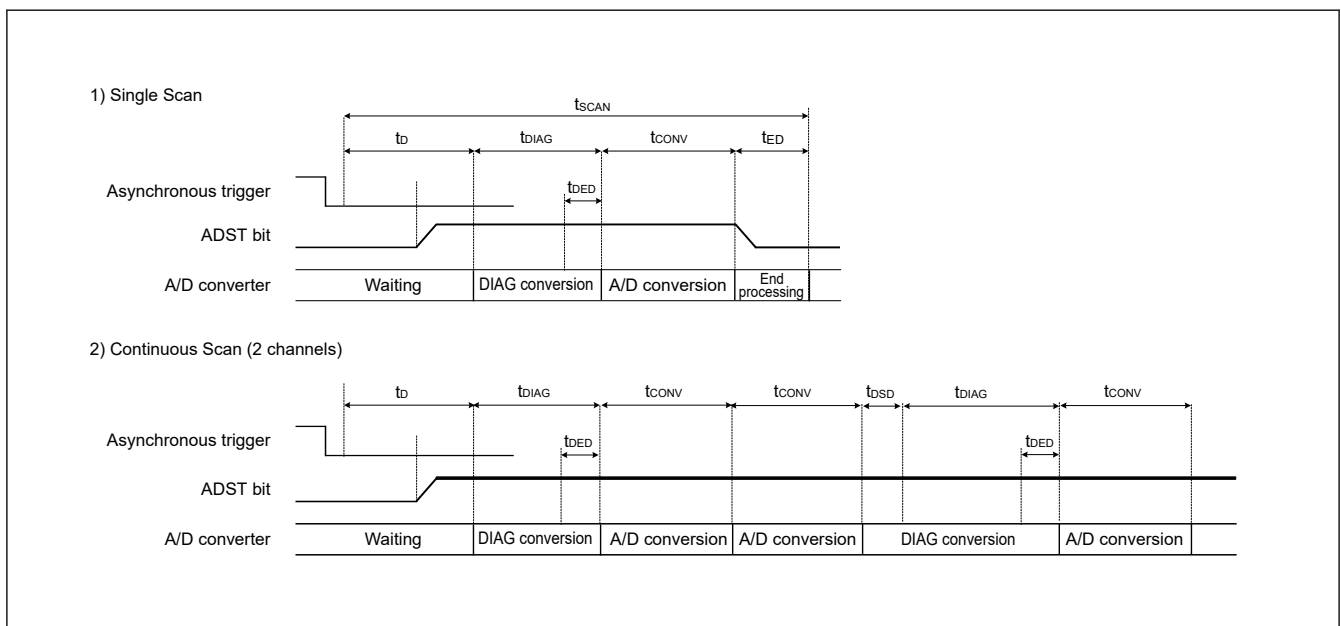 1) Single Scan
tSCAN
tD tDIAG tCONV tED
Asynchronous trigger
tDED
ADST bit
A/D converter Waiting DIAG conversion A/D conversion End processing
2) Continuous Scan (2 channels)
tD tDIAG tCONV tCONV tDSD tDIAG tCONV
Asynchronous trigger
tDED tDED
ADST bit
A/D converter Waiting DIAG conversion A/D conversion A/D conversion DIAG conversion A/D conversion